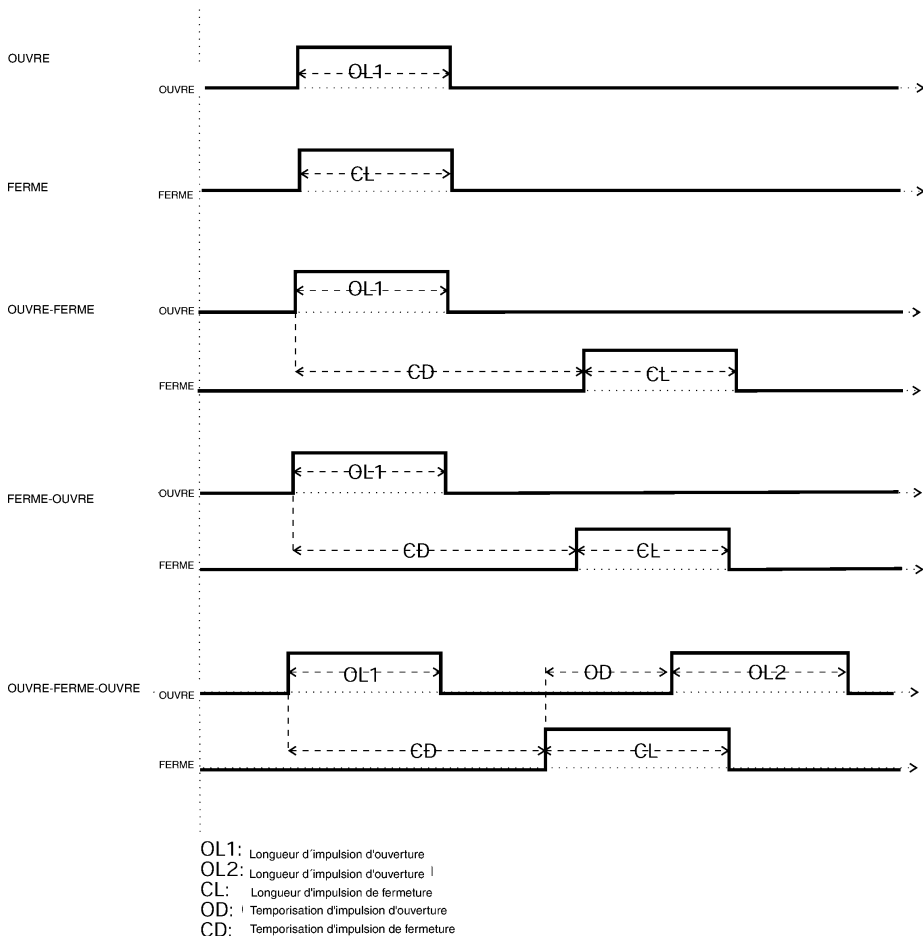 OUVRE
OL1
OUVRE
FERME
CL
FERME
OL1
OUVRE-FERME OUVRE
CD CL
FERME
OL1
FERME-OUVRE OUVRE
CD CL
FERME
OL1 OD OL2
OUVRE-FERME-OUVRE OUVRE
CD CL
FERME
OL1: Longueur d´impulsion d'ouverture
OL2: Longueur d´impulsion d'ouverture
CL: Longueur d'impulsion de fermeture
OD: Temporisation d'impulsion d'ouverture
CD: Temporisation d'impulsion de fermeture